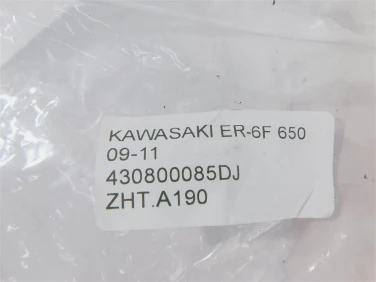 KAWASAKI ER-6F 650
09-11
430800085DJ
ZHT.A190